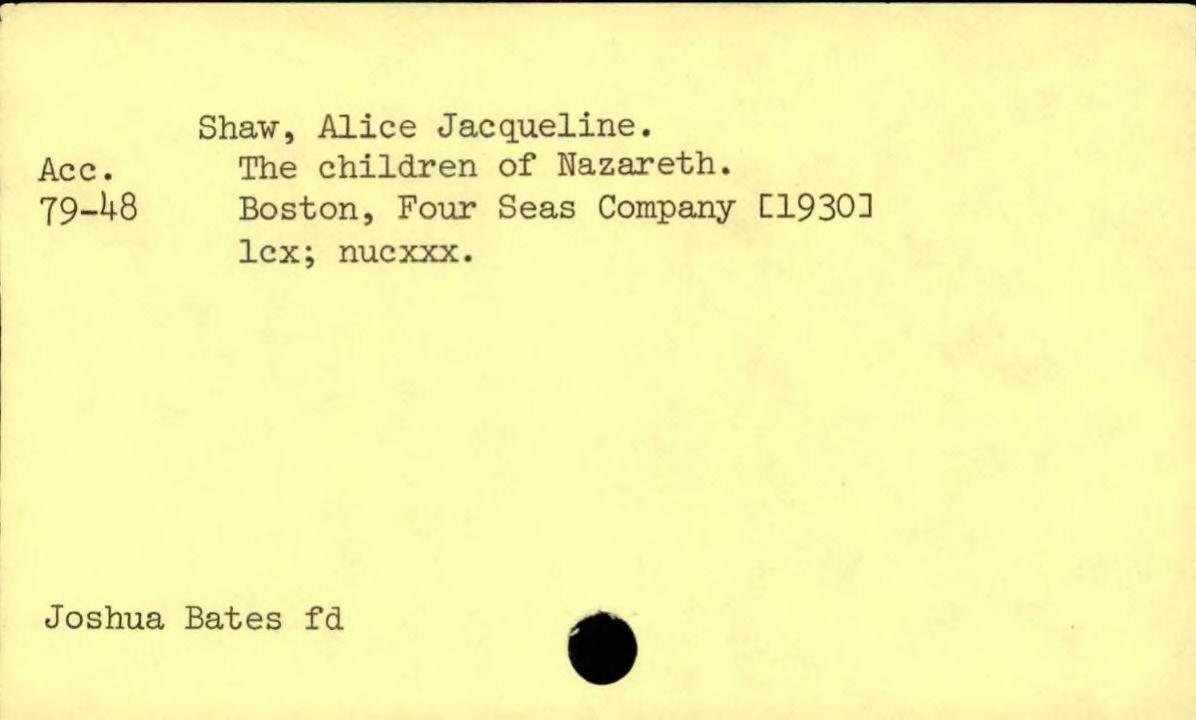 Shaw, Alice Jacqueline.
Acc. The children of Nazareth.
79-48 Boston, Four Seas Company [1930]
lcx; nucxxx.
Joshua Bates fd